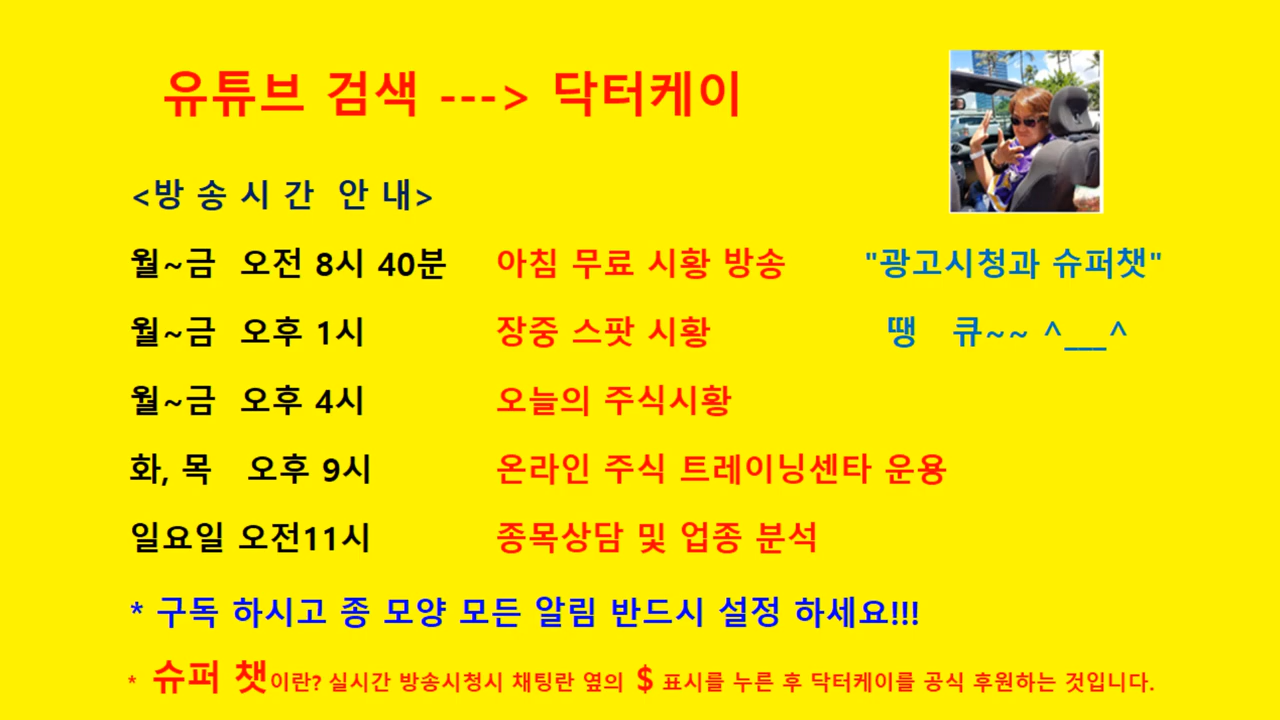 유튜브 검색 ---> 닥터케이
<방 송 시 간 안 내>
월~금 오전 8시 40분 아침 무료 시황 방송 "광고시청과 슈퍼챗"
월~금 오후 1시 장중 스팟 시황 땡 큐~~ ^___^
월~금 오후 4시 오늘의 주식시황
화, 목 오후 9시 온라인 주식 트레이닝센타 운용
일요일 오전11시 종목상담 및 업종 분석
* 구독 하시고 종 모양 모든 알림 반드시 설정 하세요!!!
* 슈퍼 챗이란? 실시간 방송시청시 채팅란 옆의 $ 표시를 누른 후 닥터케이를 공식 후원하는 것입니다.